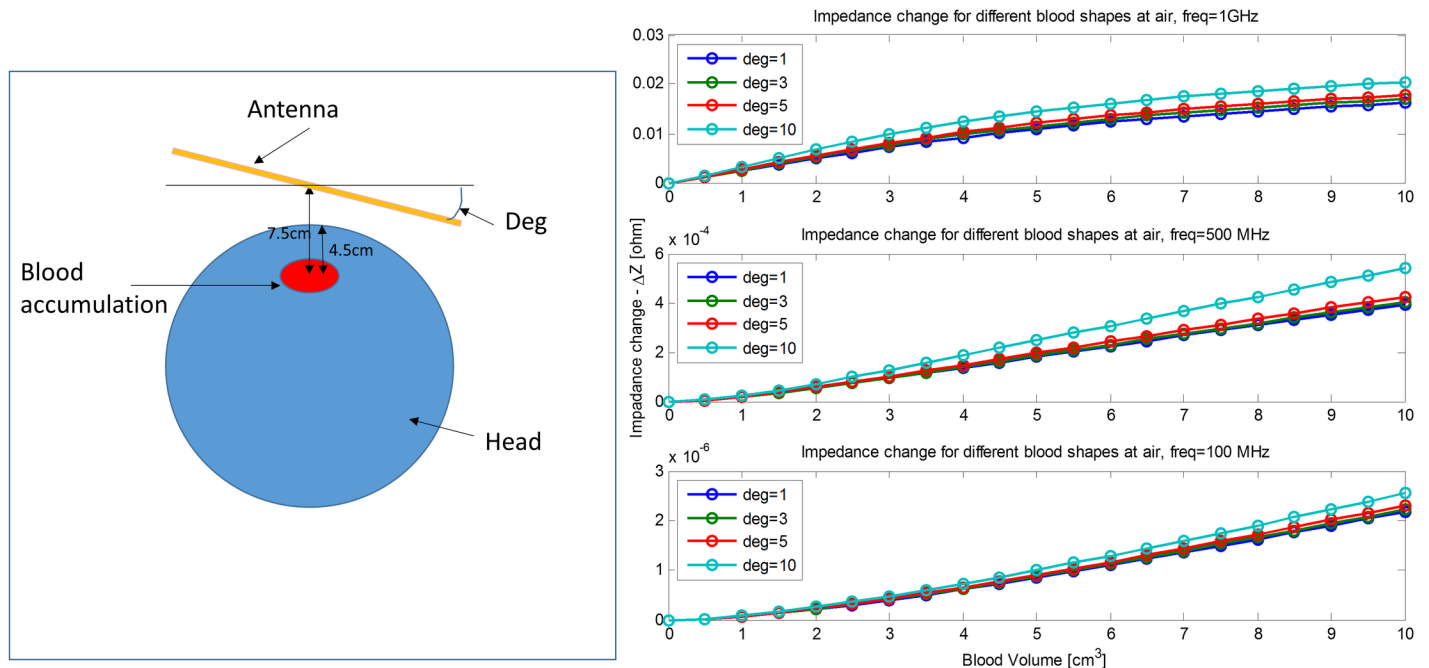 Antenna
Deg
7.5cm
4.5cm
Blood
accumulation
Head
Impedance change for different blood shapes at air, freq=1GHz
0.03
0.02
0.01
0
deg=1
deg=3
deg=5
deg=10
0 1 2 3 4 5 6 7 8 9 10
Impadance change - ΔZ [ohm]
x 10^-4
Impedance change for different blood shapes at air, freq=500 MHz
6
4
2
0
deg=1
deg=3
deg=5
deg=10
0 1 2 3 4 5 6 7 8 9 10
x 10^-6
Impedance change for different blood shapes at air, freq=100 MHz
3
2
1
0
deg=1
deg=3
deg=5
deg=10
0 1 2 3 4 5 6 7 8 9 10
Blood Volume [cm^3]